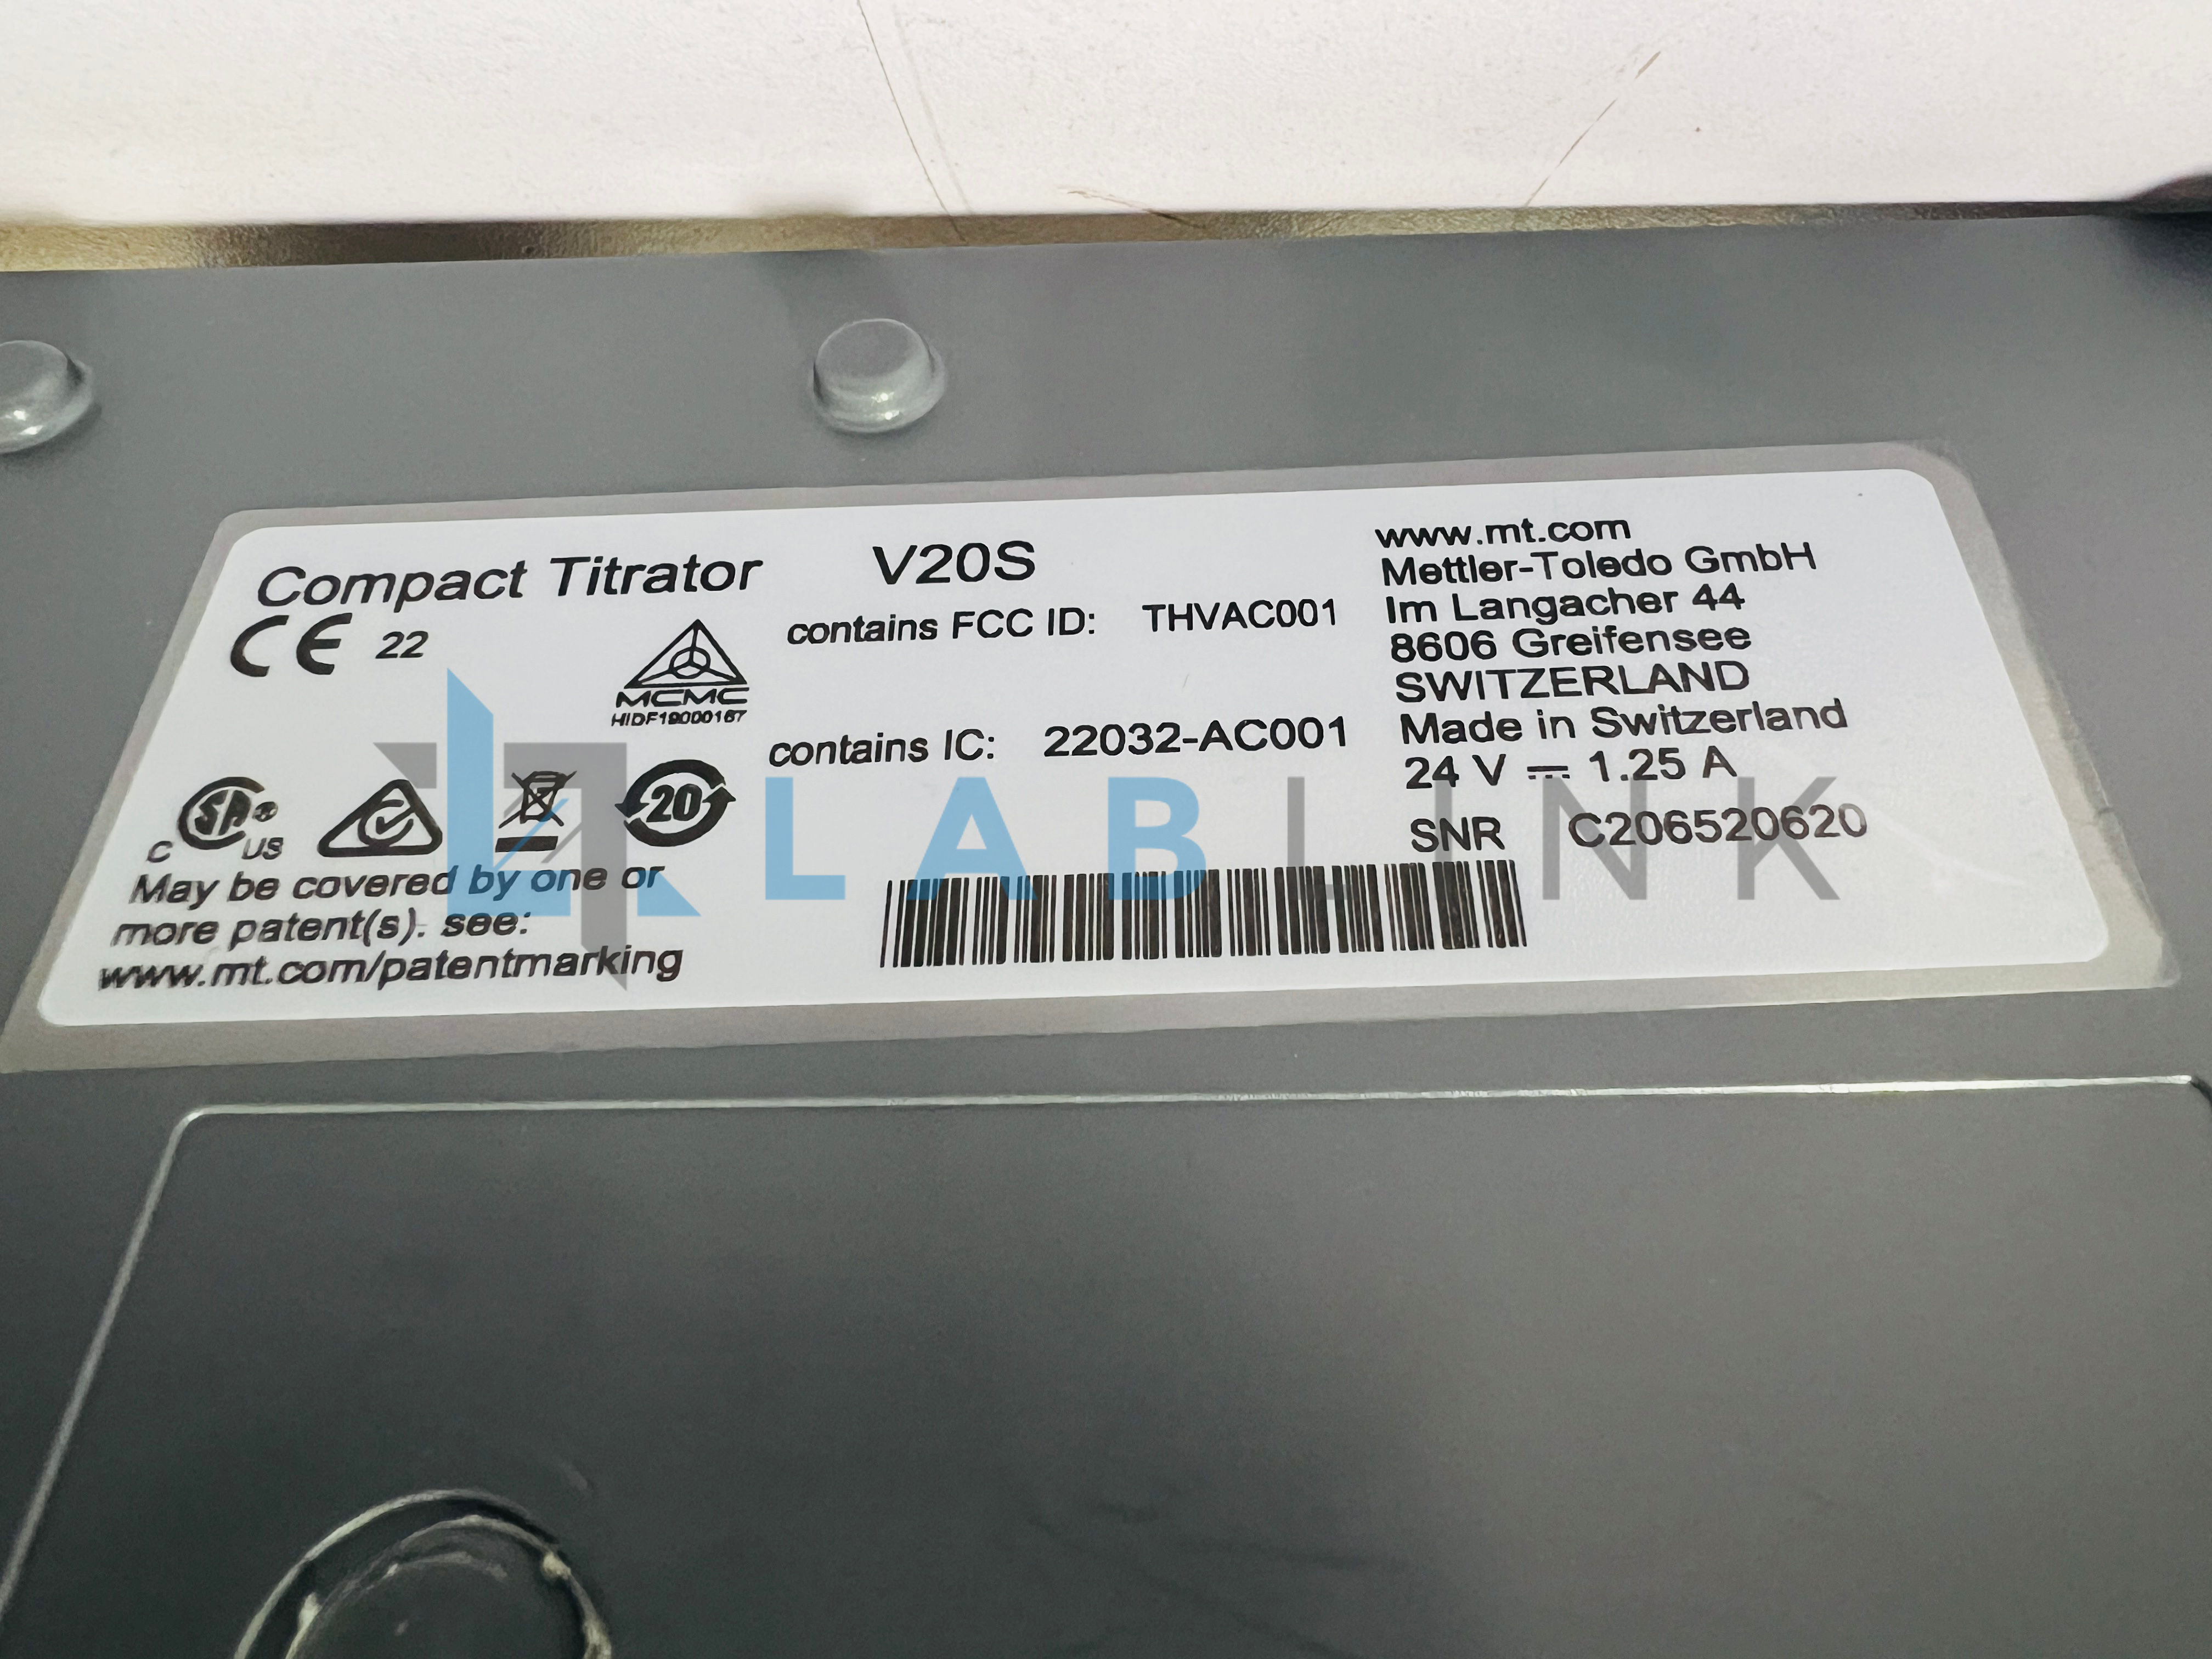 Compact Titrator V20S
CE 22
MCMC
HIDF19000167
contains FCC ID: THVAC001
contains IC: 22032-AC001
www.mt.com
Mettler-Toledo GmbH
Im Langacher 44
8606 Greifensee
SWITZERLAND
Made in Switzerland
24 V ⎓ 1.25 A
SNR C206520620
C SA ® US
20
May be covered by one or
more patent(s). see:
www.mt.com/patentmarking
LABLINK